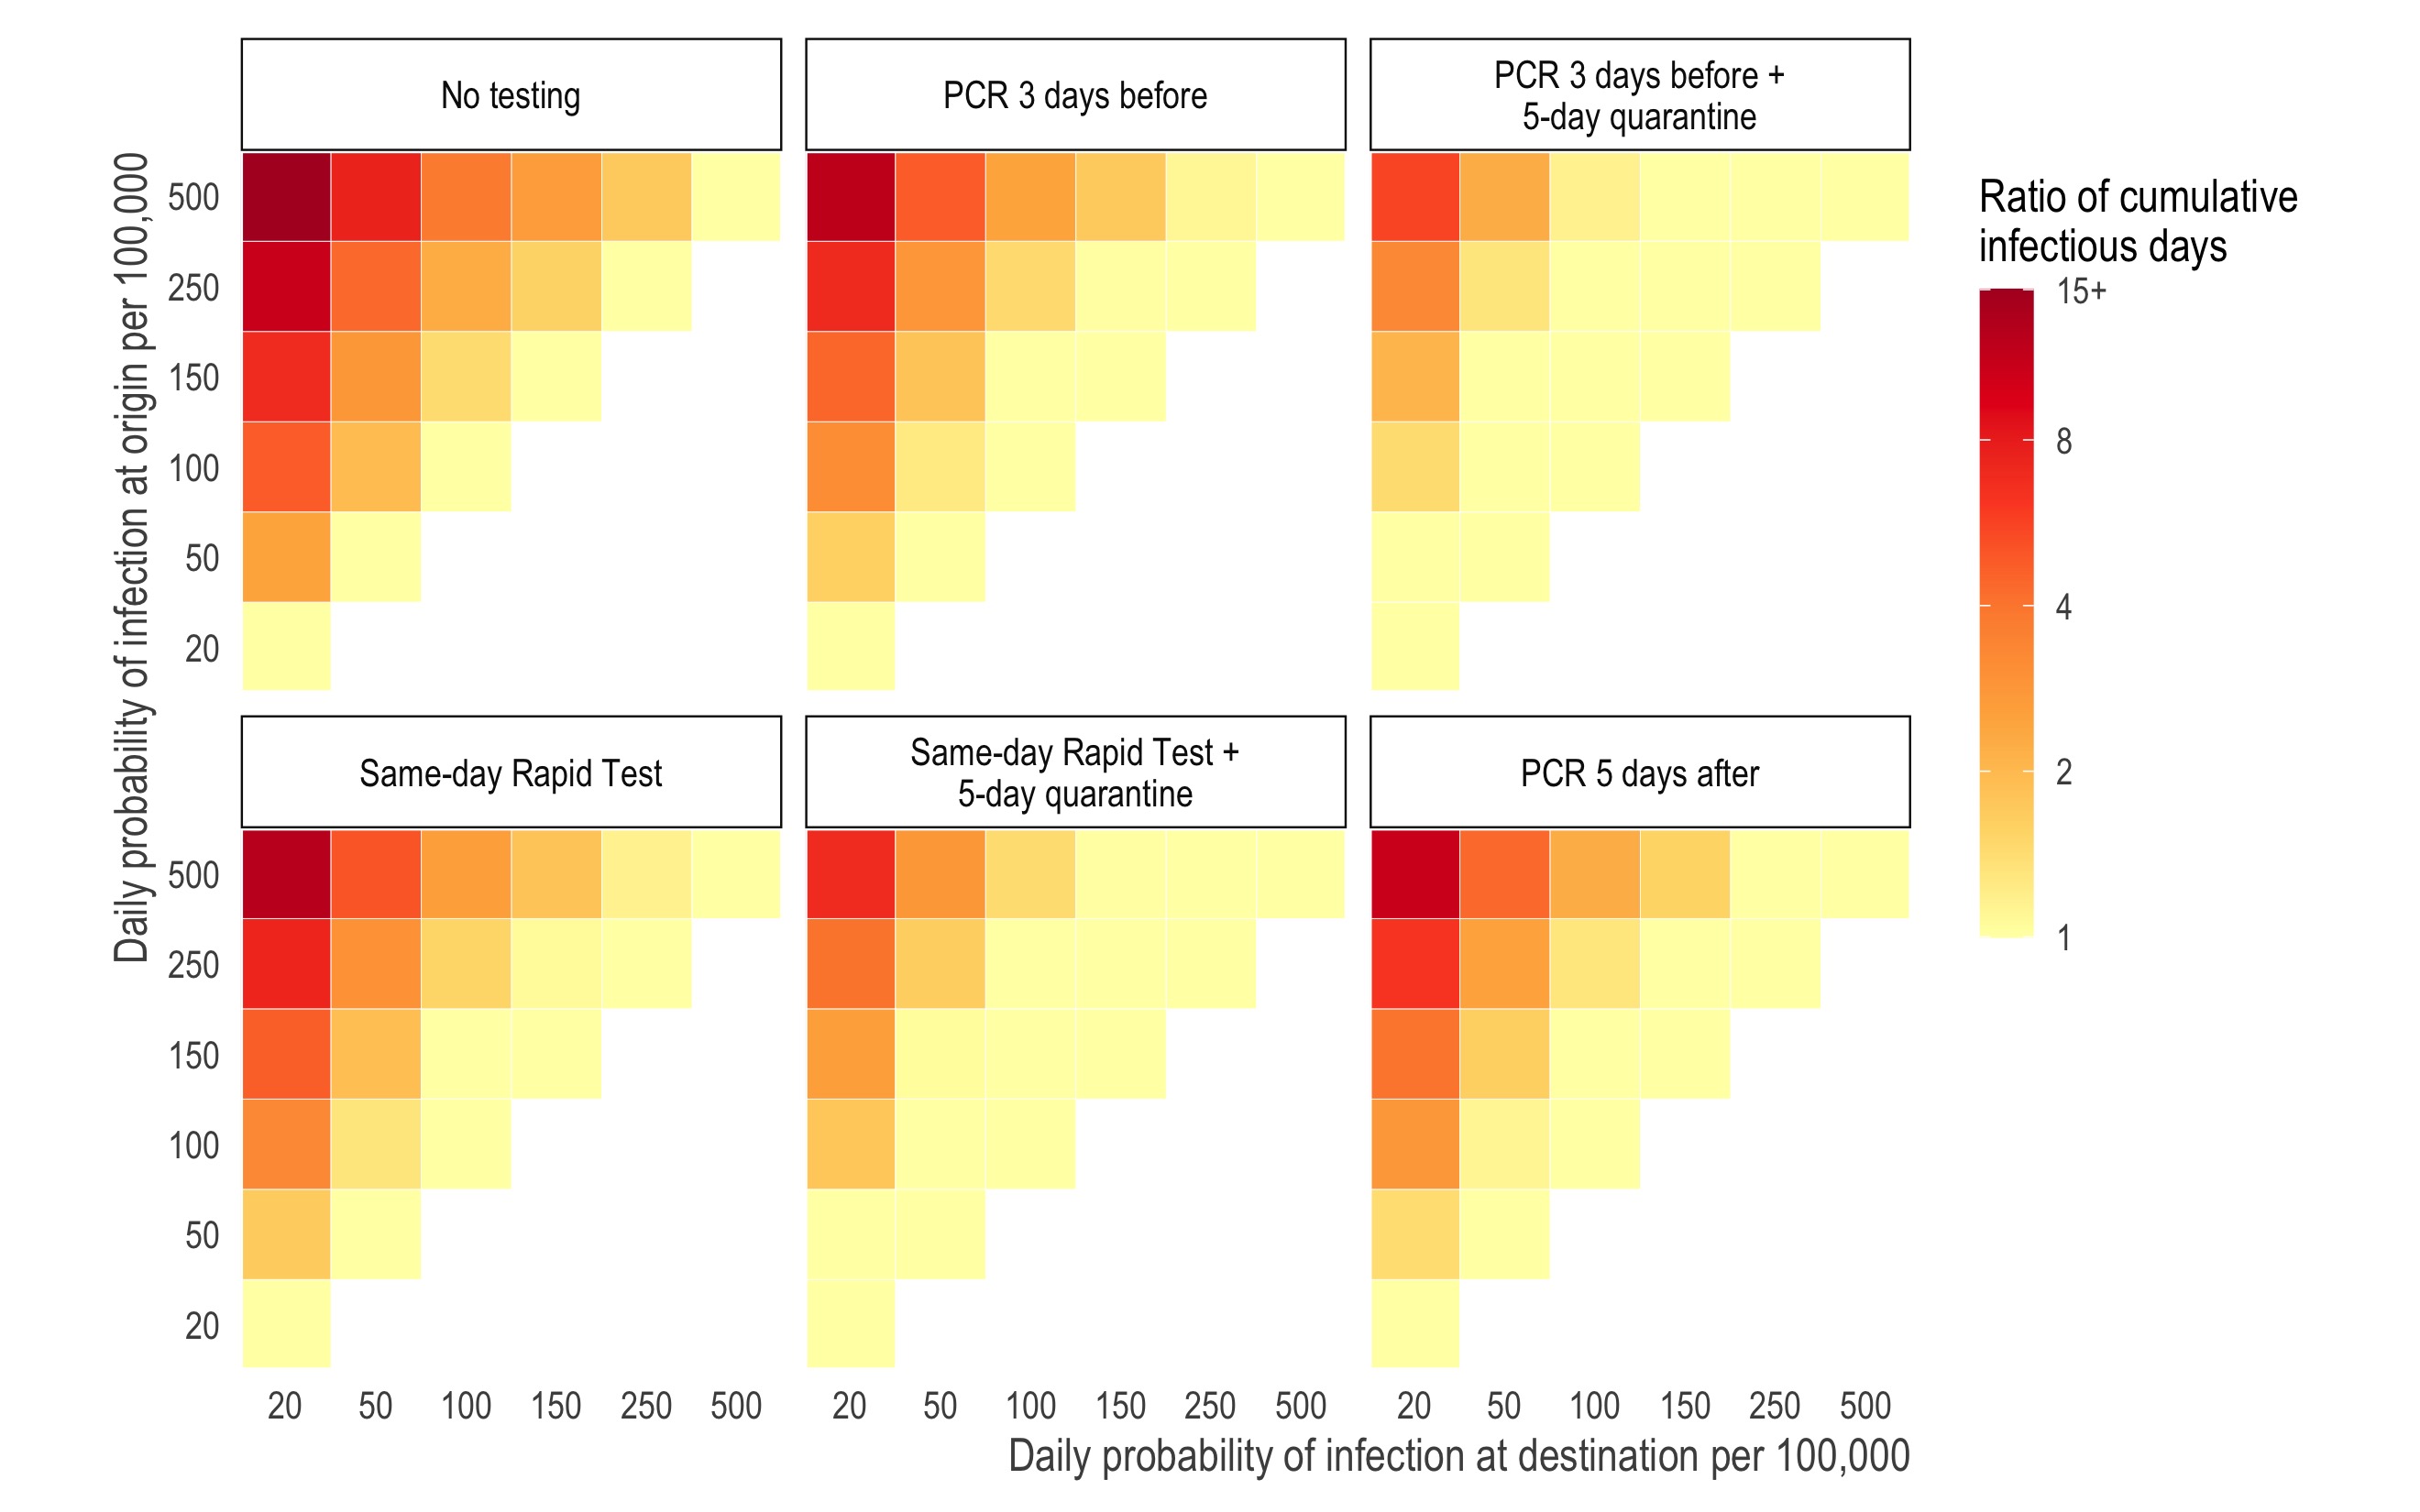 No testing
PCR 3 days before
PCR 3 days before +
5-day quarantine
Daily probability of infection at origin per 100,000
500
250
150
100
50
20
Same-day Rapid Test
Same-day Rapid Test +
5-day quarantine
PCR 5 days after
500
250
150
100
50
20
20 50 100 150 250 500
20 50 100 150 250 500
20 50 100 150 250 500
Daily probability of infection at destination per 100,000
Ratio of cumulative
infectious days
15+
8
4
2
1